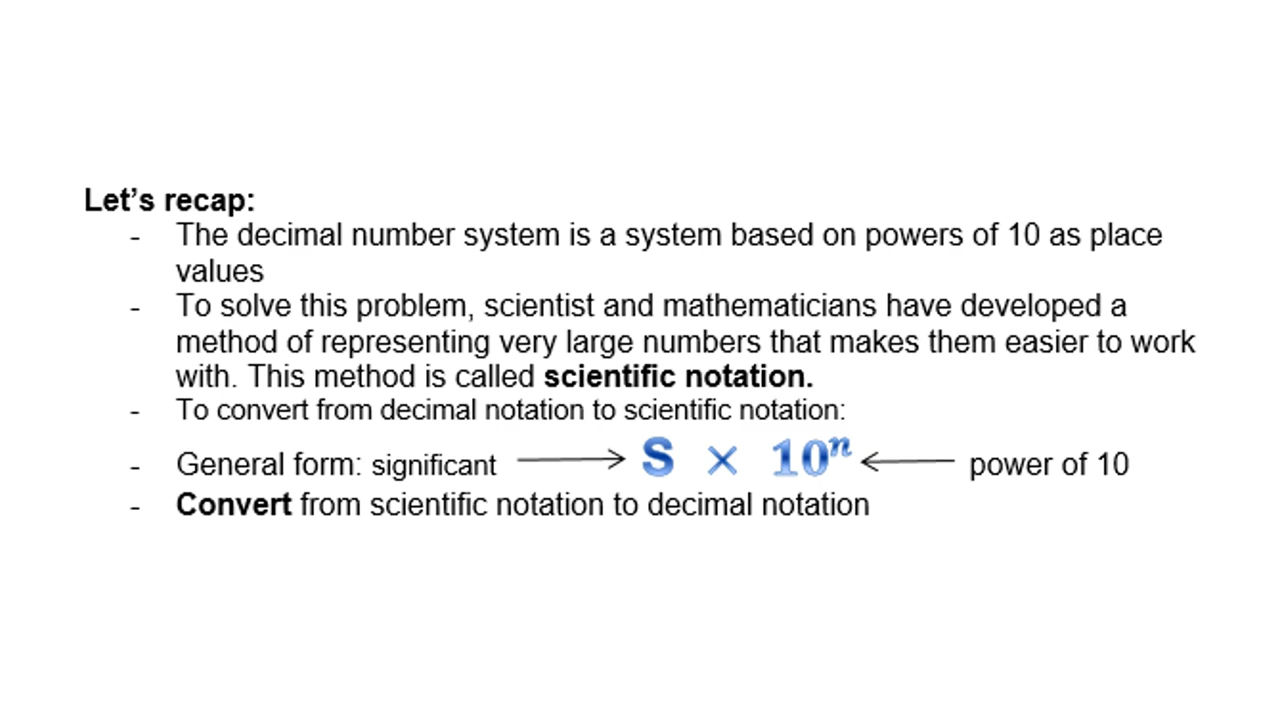 Let’s recap:
- The decimal number system is a system based on powers of 10 as place
values
- To solve this problem, scientist and mathematicians have developed a
method of representing very large numbers that makes them easier to work
with. This method is called scientific notation.
- To convert from decimal notation to scientific notation:
- General form: significant → S × 10ⁿ ← power of 10
- Convert from scientific notation to decimal notation